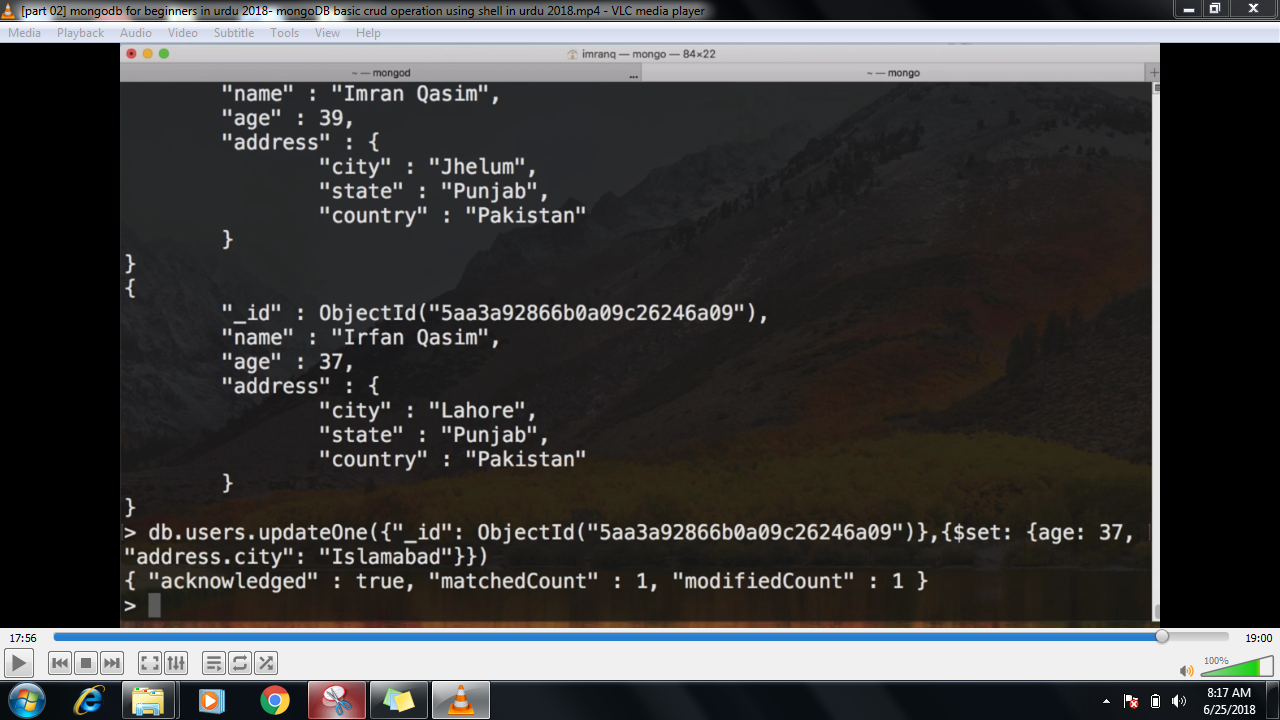 [part 02] mongodb for beginners in urdu 2018- mongoDB basic crud operation using shell in urdu 2018.mp4 - VLC media player
Media Playback Audio Video Subtitle Tools View Help
imranq — mongo — 84×22
~ — mongod ... ~ — mongo +
"name" : "Imran Qasim",
"age" : 39,
"address" : {
"city" : "Jhelum",
"state" : "Punjab",
"country" : "Pakistan"
}
}
{
"_id" : ObjectId("5aa3a92866b0a09c26246a09"),
"name" : "Irfan Qasim",
"age" : 37,
"address" : {
"city" : "Lahore",
"state" : "Punjab",
"country" : "Pakistan"
}
}
> db.users.updateOne({"_id": ObjectId("5aa3a92866b0a09c26246a09")},{$set: {age: 37,
"address.city": "Islamabad"}})
{ "acknowledged" : true, "matchedCount" : 1, "modifiedCount" : 1 }
>
17:56 19:00
100%
8:17 AM
6/25/2018